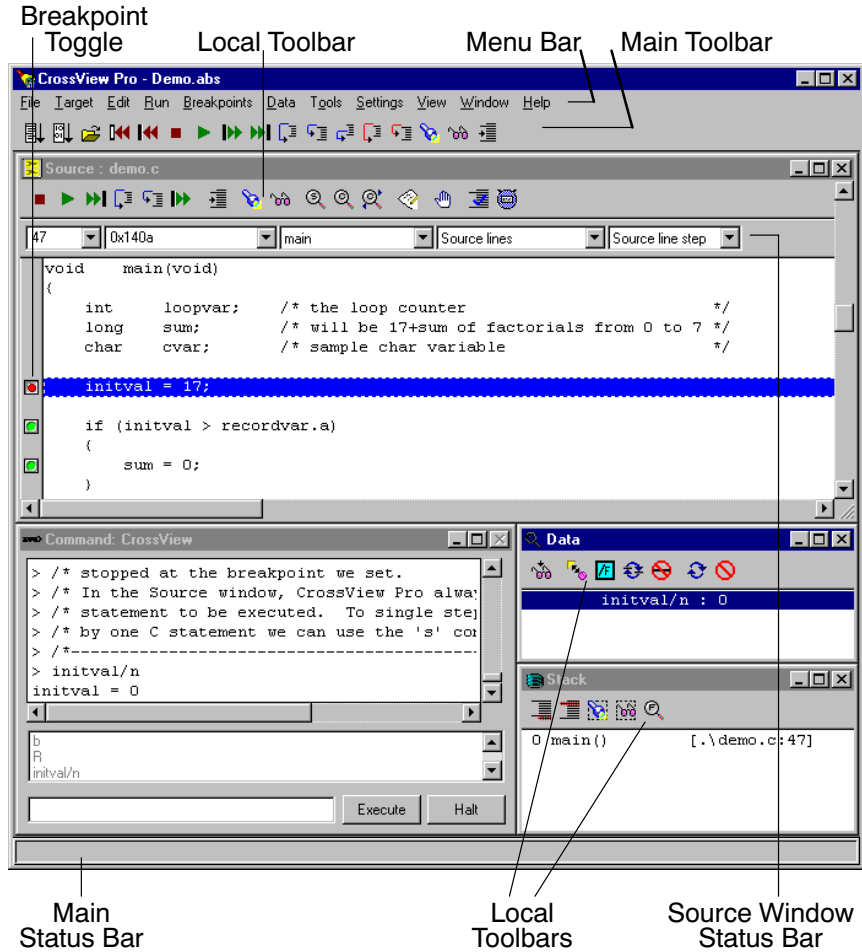 Breakpoint
Toggle
Local Toolbar
Menu Bar
Main Toolbar
CrossView Pro - Demo.abs
File Target Edit Run Breakpoints Data Tools Settings View Window Help
Source : demo.c
47 0x140a main Source lines Source line step
void main(void)
{
int loopvar; /* the loop counter */
long sum; /* will be 17+sum of factorials from 0 to 7 */
char cvar; /* sample char variable */
initval = 17;
if (initval > recordvar.a)
{
sum = 0;
}
Command: CrossView
> /* stopped at the breakpoint we set.
> /* In the Source window, CrossView Pro alway
> /* statement to be executed. To single step
> /* by one C statement we can use the 's' com
> /*---------------------------------------------
> initval/n
initval = 0
b
R
initval/n
Execute Halt
Data
initval/n : 0
Stack
0 main() [.\demo.c:47]
Main
Status Bar
Local
Toolbars
Source Window
Status Bar